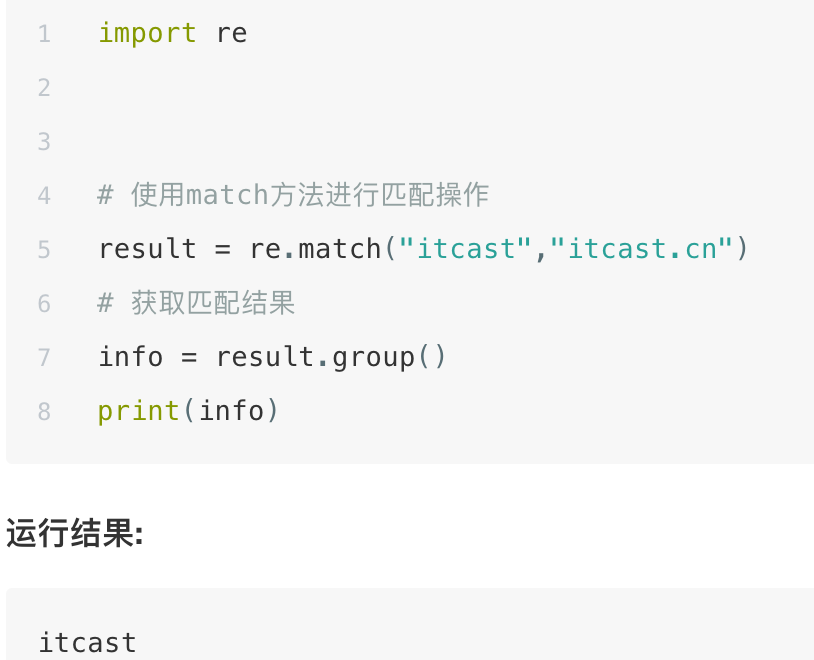 1 import re
2
3
4 # 使用match方法进行匹配操作
5 result = re.match("itcast","itcast.cn")
6 # 获取匹配结果
7 info = result.group()
8 print(info)
运行结果:
itcast